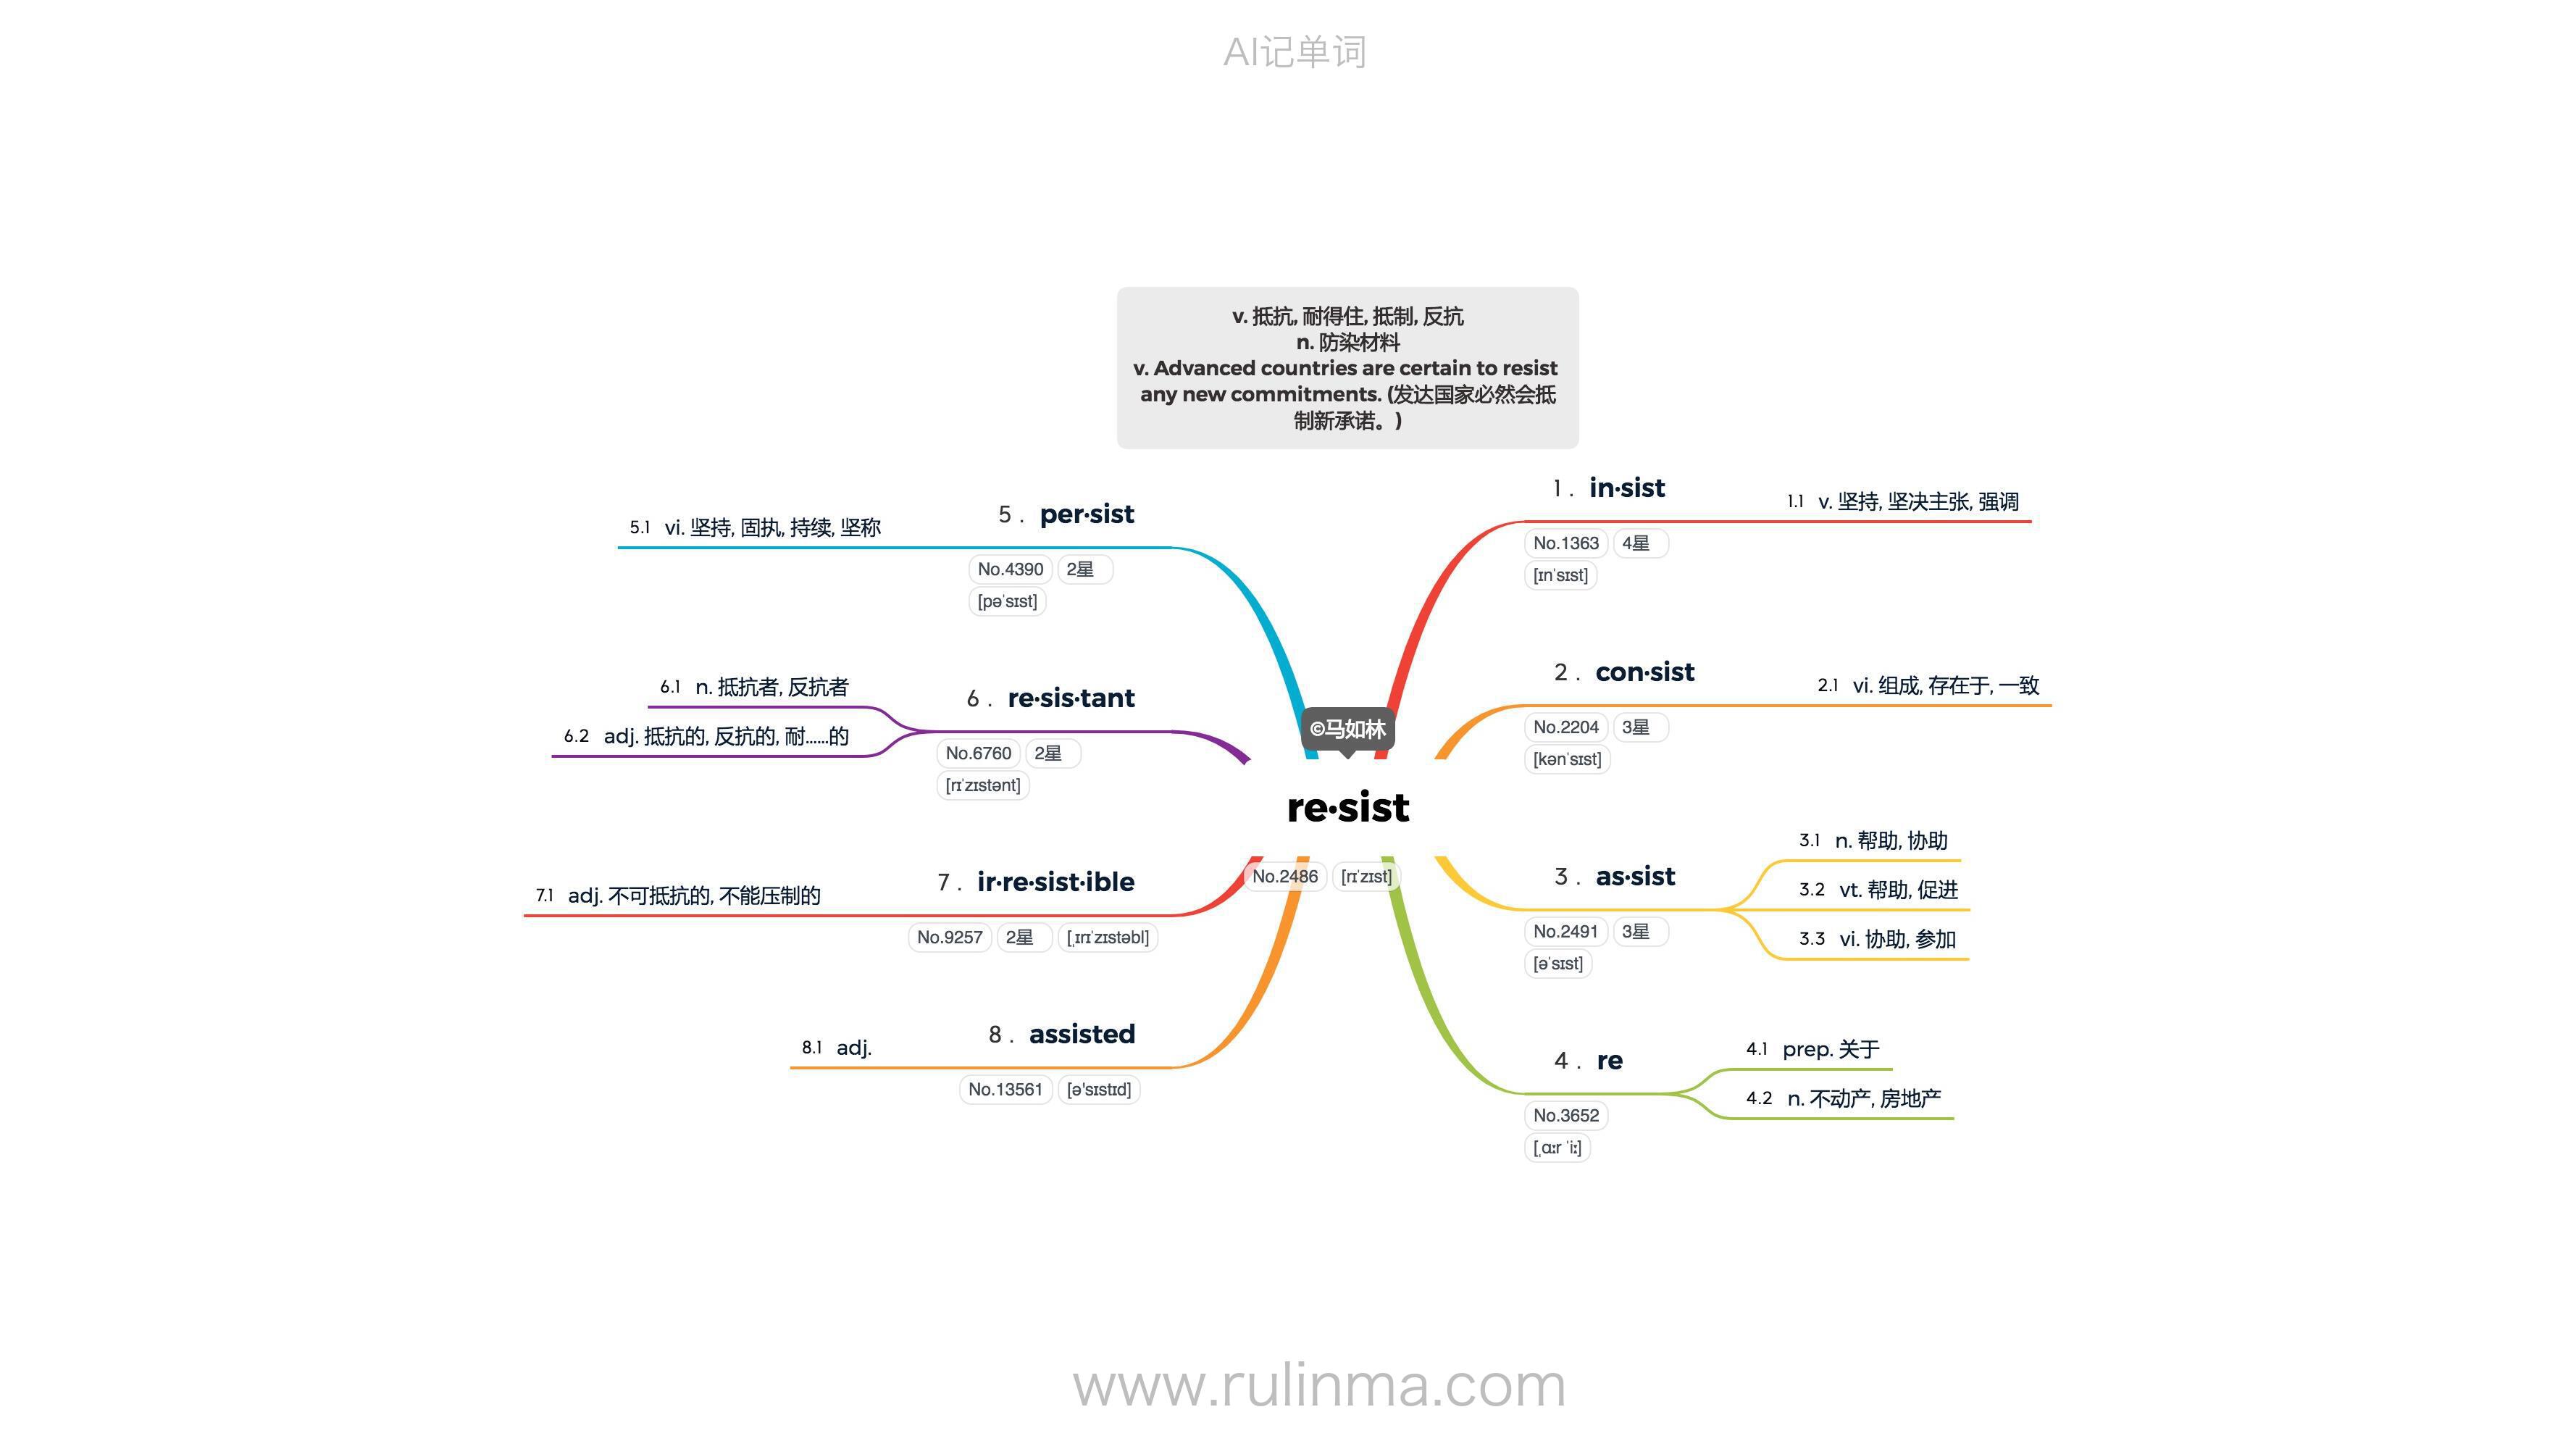 AI记单词
v. 抵抗, 耐得住, 抵制, 反抗
n. 防染材料
v. Advanced countries are certain to resist
any new commitments. (发达国家必然会抵
制新承诺。)
©马如林
re·sist
No.2486 [rɪˈzɪst]
1 . in·sist
No.1363 4星
[ɪnˈsɪst]
1.1 v. 坚持, 坚决主张, 强调
2 . con·sist
No.2204 3星
[kənˈsɪst]
2.1 vi. 组成, 存在于, 一致
3 . as·sist
No.2491 3星
[əˈsɪst]
3.1 n. 帮助, 协助
3.2 vt. 帮助, 促进
3.3 vi. 协助, 参加
4 . re
No.3652
[ˌɑːr ˈiː]
4.1 prep. 关于
4.2 n. 不动产, 房地产
5 . per·sist
No.4390 2星
[pəˈsɪst]
5.1 vi. 坚持, 固执, 持续, 坚称
6 . re·sis·tant
No.6760 2星
[rɪˈzɪstənt]
6.1 n. 抵抗者, 反抗者
6.2 adj. 抵抗的, 反抗的, 耐……的
7 . ir·re·sist·ible
No.9257 2星 [ˌɪrɪˈzɪstəbl]
7.1 adj. 不可抵抗的, 不能压制的
8 . assisted
No.13561 [ə'sɪstɪd]
8.1 adj.
www.rulinma.com